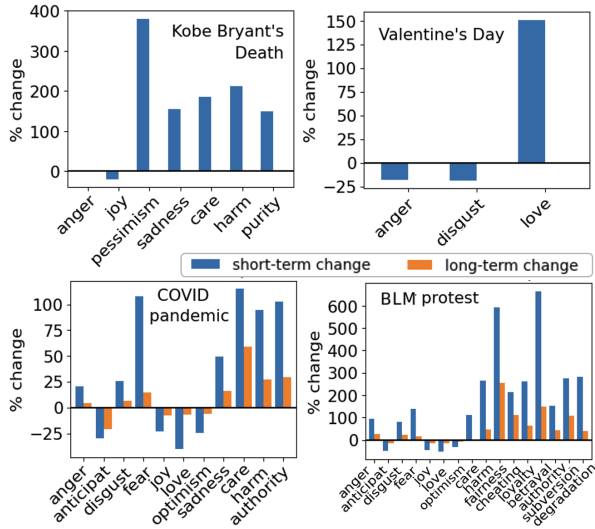 Kobe Bryant's
Death
% change
400
300
200
100
0
anger
joy
pessimism
sadness
care
harm
purity
Valentine's Day
% change
150
125
100
75
50
25
0
−25
anger
disgust
love
short-term change
long-term change
COVID
pandemic
% change
100
75
50
25
0
−25
anger
anticipat
disgust
fear
joy
love
optimism
sadness
care
harm
authority
BLM protest
% change
600
500
400
300
200
100
0
anger
anticipat
disgust
fear
joy
love
optimism
care
harm
fairness
cheating
loyalty
betrayal
authority
subversion
degradation